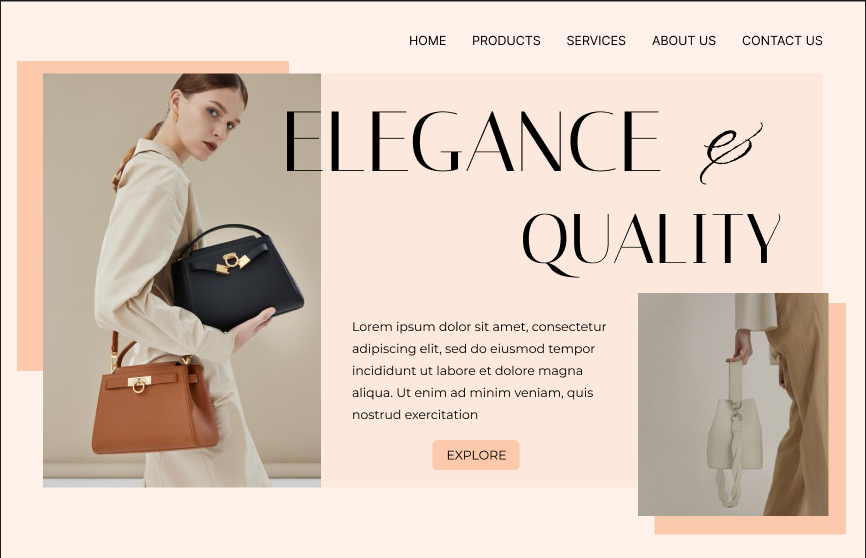 HOME PRODUCTS SERVICES ABOUT US CONTACT US
ELEGANCE &
QUALITY
Lorem ipsum dolor sit amet, consectetur
adipiscing elit, sed do eiusmod tempor
incididunt ut labore et dolore magna
aliqua. Ut enim ad minim veniam, quis
nostrud exercitation
EXPLORE